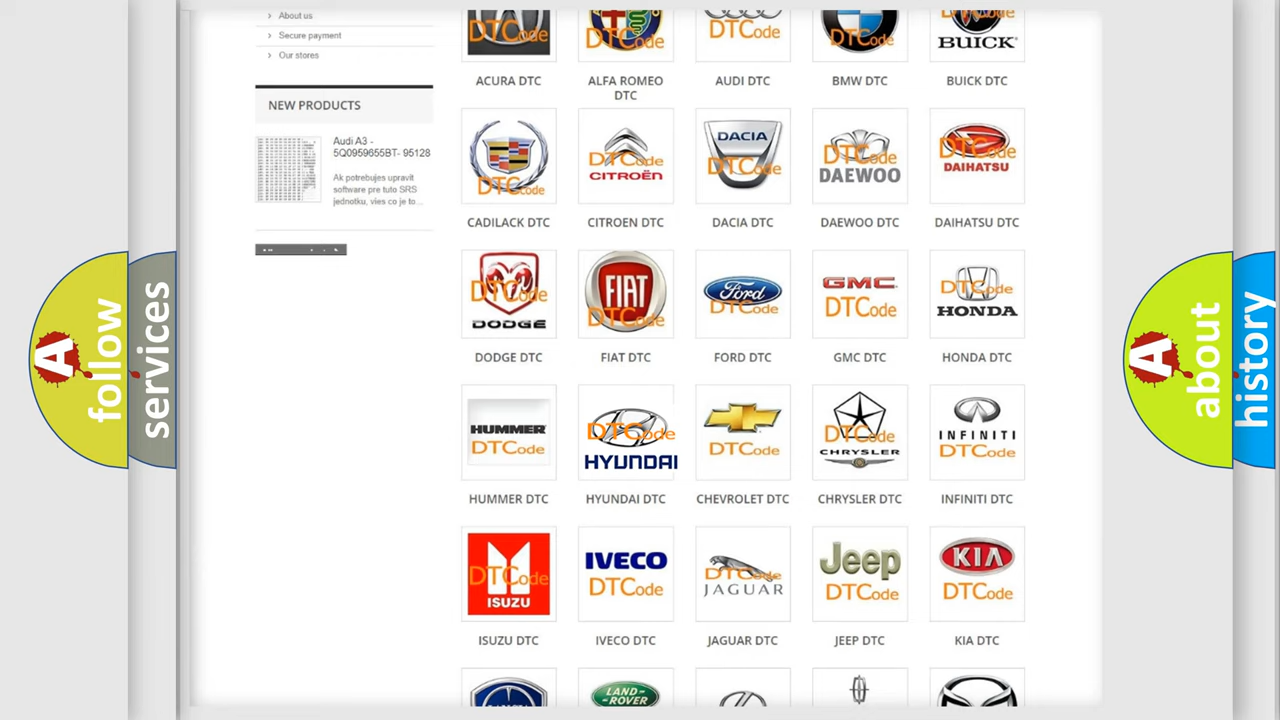 About us
Secure payment
Our stores
NEW PRODUCTS
Audi A3 -
5Q0959655BT- 95128
Ak potrebujes upravit
software pre tuto SRS
jednotku, vies co je to...
DTCode
DTCode
DTCode
DTCode
BUICK
ACURA DTC
ALFA ROMEO
DTC
AUDI DTC
BMW DTC
BUICK DTC
DTCode
DTCode
CITROËN
DACIA
DTCode
DTCode
DAEWOO
DTCode
DAIHATSU
CADILACK DTC
CITROEN DTC
DACIA DTC
DAEWOO DTC
DAIHATSU DTC
DTCode
DODGE
FIAT
DTCode
Ford
DTCode
GMC
DTCode
DTCode
HONDA
DODGE DTC
FIAT DTC
FORD DTC
GMC DTC
HONDA DTC
HUMMER
DTCode
DTCode
HYUNDAI
DTCode
DTCode
CHRYSLER
INFINITI
DTCode
HUMMER DTC
HYUNDAI DTC
CHEVROLET DTC
CHRYSLER DTC
INFINITI DTC
DTCode
ISUZU
IVECO
DTCode
DTCode
JAGUAR
Jeep
DTCode
KIA
DTCode
ISUZU DTC
IVECO DTC
JAGUAR DTC
JEEP DTC
KIA DTC
LAND-
ROVER
A
follow
services
A
about
history